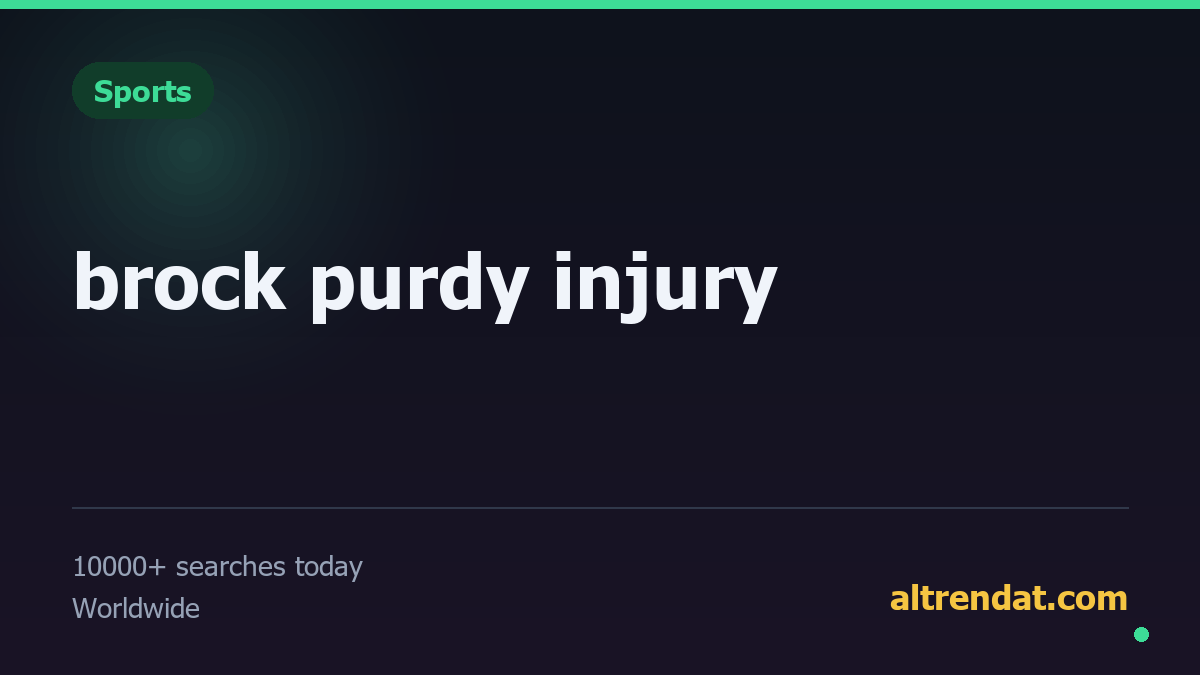 Sports
brock purdy injury
10000+ searches today
Worldwide
altrendat.com